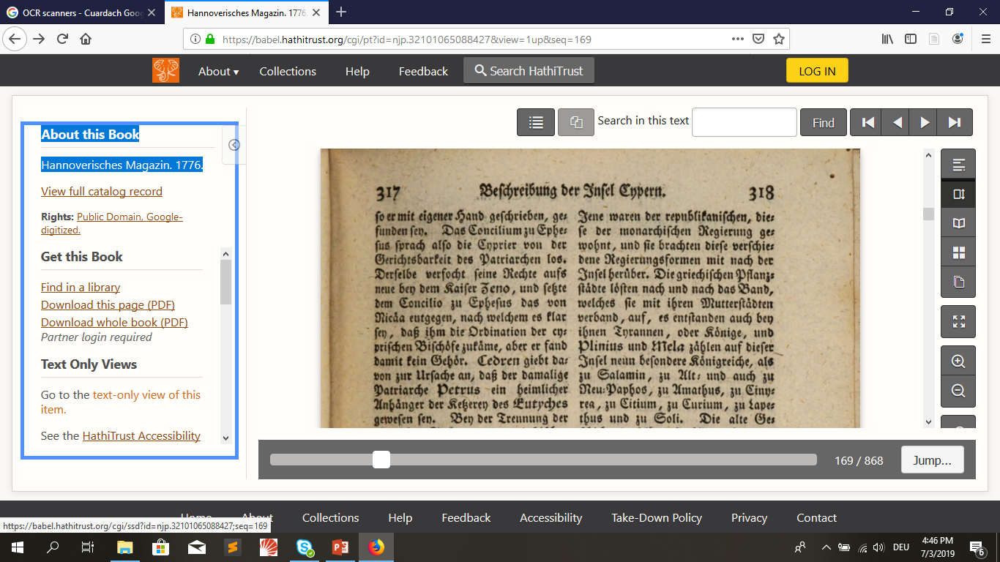 OCR scanners - Cuardach Goo
Hannoverisches Magazin. 1776.
https://babel.hathitrust.org/cgi/pt?id=njp.32101065088427&view=1up&seq=169
About ▾
Collections
Help
Feedback
Search HathiTrust
LOG IN
About this Book
Hannoverisches Magazin. 1776.
View full catalog record
Rights: Public Domain, Google-
digitized.
Get this Book
Find in a library
Download this page (PDF)
Download whole book (PDF)
Partner login required
Text Only Views
Go to the text-only view of this
item.
See the HathiTrust Accessibility
Search in this text
Find
317 Beſchreibung der Inſel Cypern. 318
ſo er mit eigener Hand geſchrieben, ge-
funden ſey. Das Concilium zu Ephe-
ſus ſprach alſo die Cyprier von der
Gerichtsbarkeit des Patriarchen los.
Derſelbe verfocht ſeine Rechte aufs
neue bey dem Kaiſer Zeno, und ſetzte
dem Concilio zu Epheſus das von
Nicäa entgegen, nach welchem es klar
ſey, daß ihm die Ordination der cy-
priſchen Biſchöfe zukäme, aber er fand
damit kein Gehör. Cedren giebt da-
von zur Urſache an, daß der damalige
Patriarche Petrus ein heimlicher
Anhänger der Ketzerey des Eutyches
geweſen ſey. Bey der Trennung der
Jene waren der republikaniſchen, die-
ſe der monarchiſchen Regierung ge-
wohnt, und ſie brachten dieſe verſchie-
dene Regierungsformen mit nach der
Inſel herüber. Die griechiſchen Pflanz-
ſtädte löſten nach und nach das Band,
welches ſie mit ihren Mutterſtädten
verband, auf, es entſtanden auch bey
ihnen Tyrannen, oder Könige, und
Plinius und Mela zählen auf dieſer
Inſel neun beſondere Königreiche, als
zu Salamin, zu Alt- und auch zu
Neu-Paphos, zu Amathus, zu Ciny-
rea, zu Citium, zu Curium, zu Lape-
thus und zu Soli. Die alte Ge-
169 / 868
Jump...
Home
About
Collections
Help
Feedback
Accessibility
Take-Down Policy
Privacy
Contact
https://babel.hathitrust.org/cgi/ssd?id=njp.32101065088427;seq=169
DEU
4:46 PM
7/3/2019
6